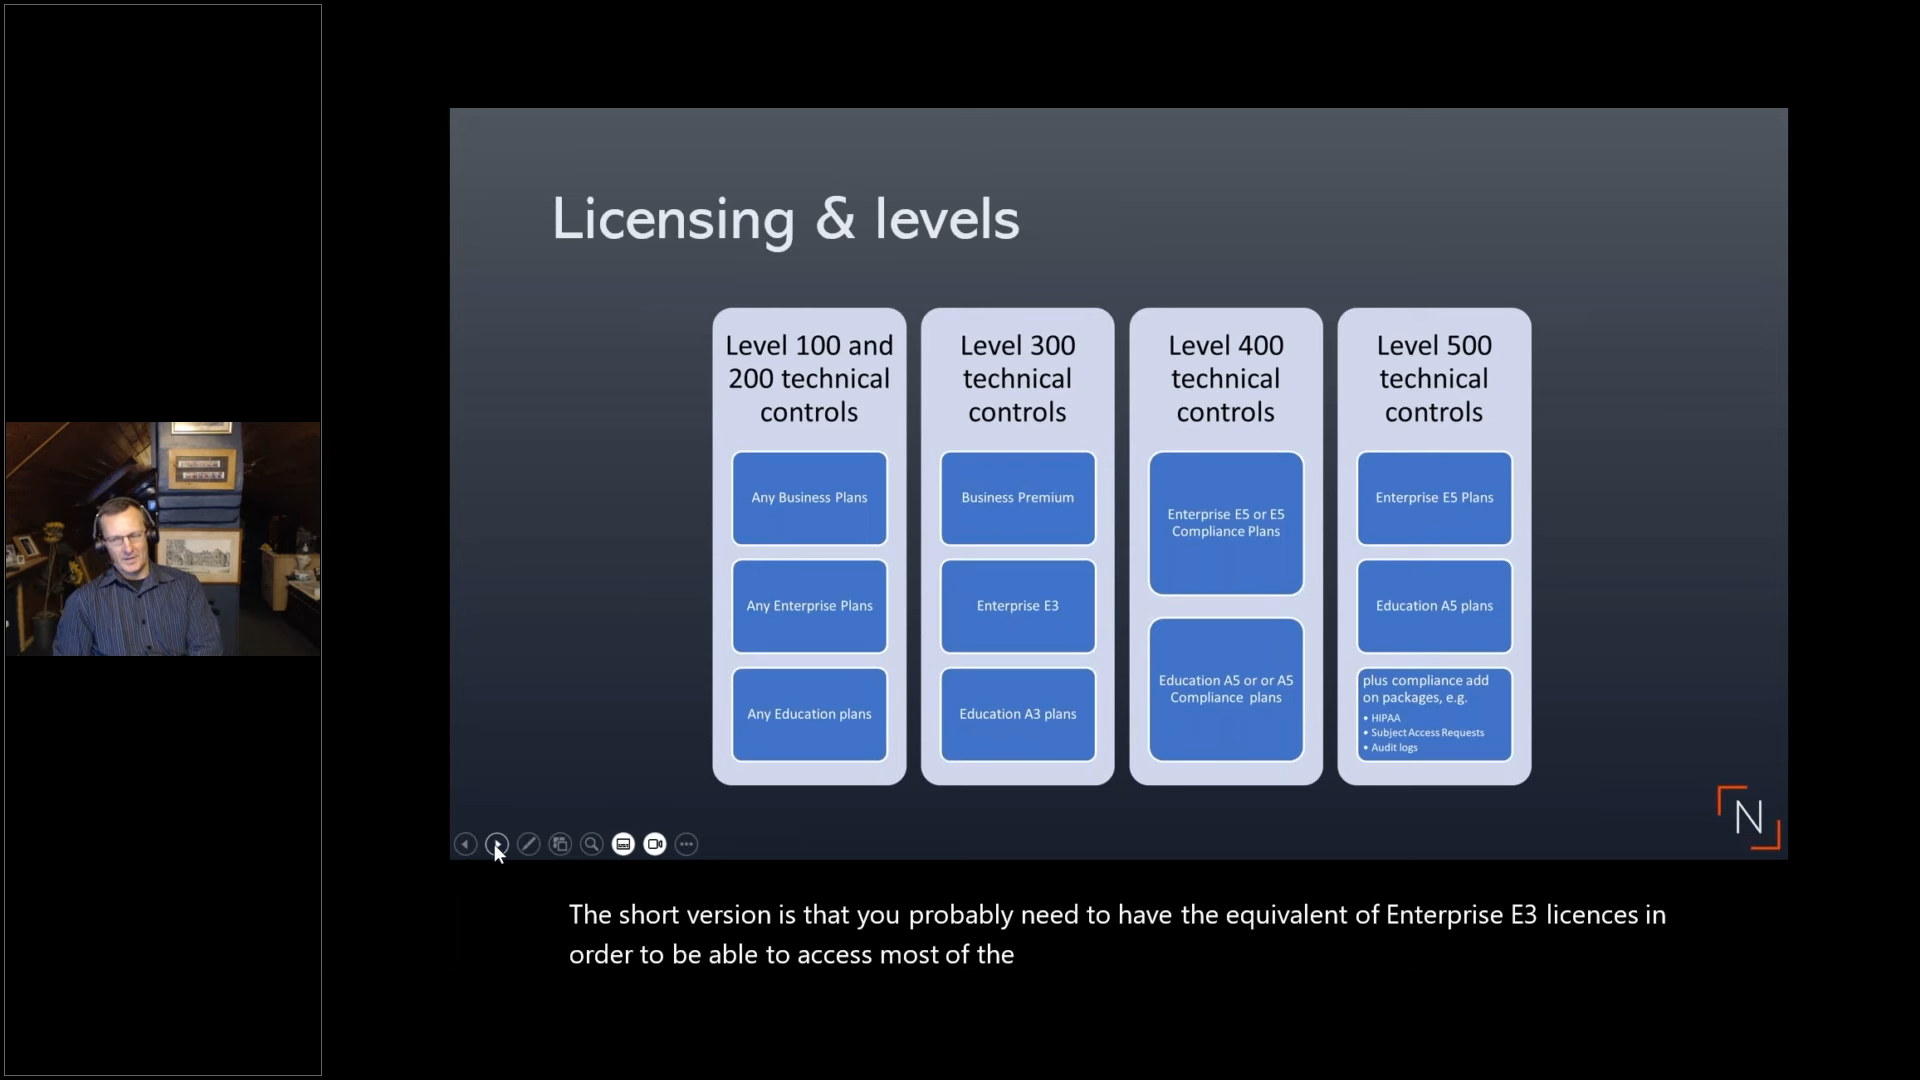 Licensing & levels
Level 100 and
200 technical
controls
Any Business Plans
Any Enterprise Plans
Any Education plans
Level 300
technical
controls
Business Premium
Enterprise E3
Education A3 plans
Level 400
technical
controls
Enterprise E5 or E5
Compliance Plans
Education A5 or or A5
Compliance plans
Level 500
technical
controls
Enterprise E5 Plans
Education A5 plans
plus compliance add
on packages, e.g.
• HIPAA
• Subject Access Requests
• Audit logs
N
The short version is that you probably need to have the equivalent of Enterprise E3 licences in
order to be able to access most of the